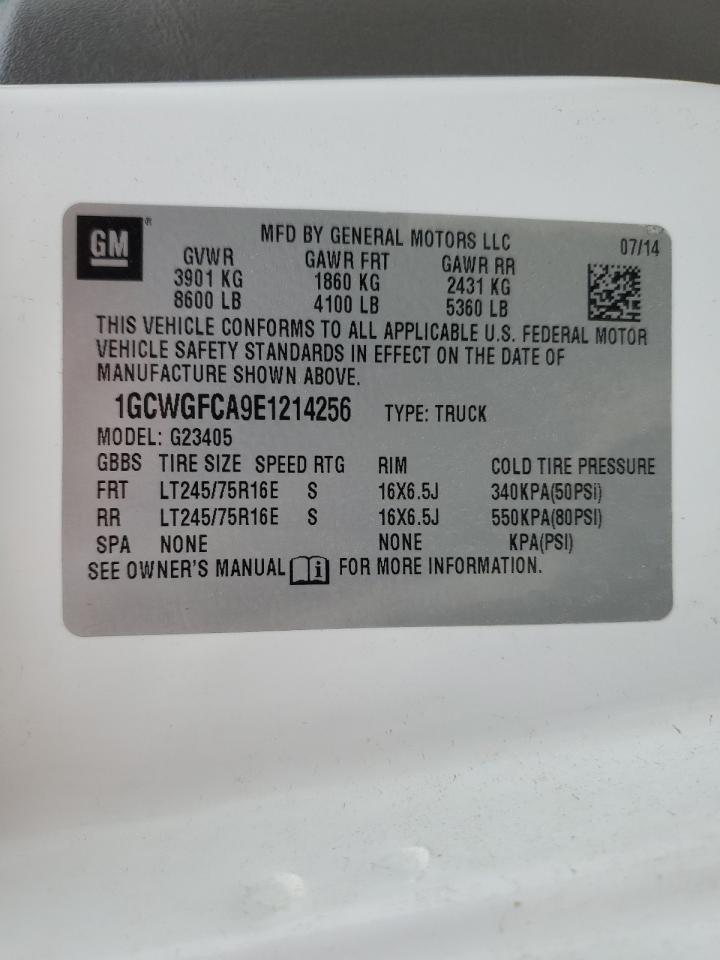 GM®
MFD BY GENERAL MOTORS LLC 07/14
GVWR GAWR FRT GAWR RR
3901 KG 1860 KG 2431 KG
8600 LB 4100 LB 5360 LB
THIS VEHICLE CONFORMS TO ALL APPLICABLE U.S. FEDERAL MOTOR
VEHICLE SAFETY STANDARDS IN EFFECT ON THE DATE OF
MANUFACTURE SHOWN ABOVE.
1GCWGFCA9E1214256 TYPE: TRUCK
MODEL: G23405
GBBS TIRE SIZE SPEED RTG RIM COLD TIRE PRESSURE
FRT LT245/75R16E S 16X6.5J 340KPA(50PSI)
RR LT245/75R16E S 16X6.5J 550KPA(80PSI)
SPA NONE NONE KPA(PSI)
SEE OWNER'S MANUAL i FOR MORE INFORMATION.